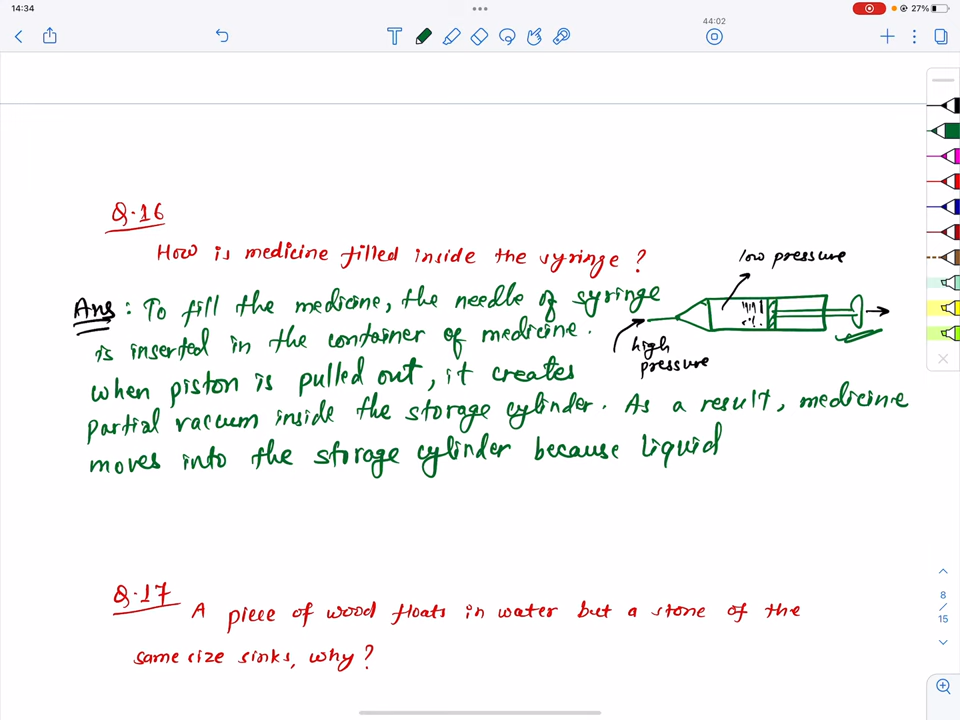 14:34
27%
44:02
Q.16
How is medicine filled inside the syringe?
low pressure
Ans: To fill the medicine, the needle of syringe
is inserted in the container of medicine.
high
pressure
when piston is pulled out, it creates
partial vacuum inside the storage cylinder. As a result, medicine
moves into the storage cylinder because liquid
Q.17
A piece of wood floats in water but a stone of the
same size sinks, why?
8
/
15